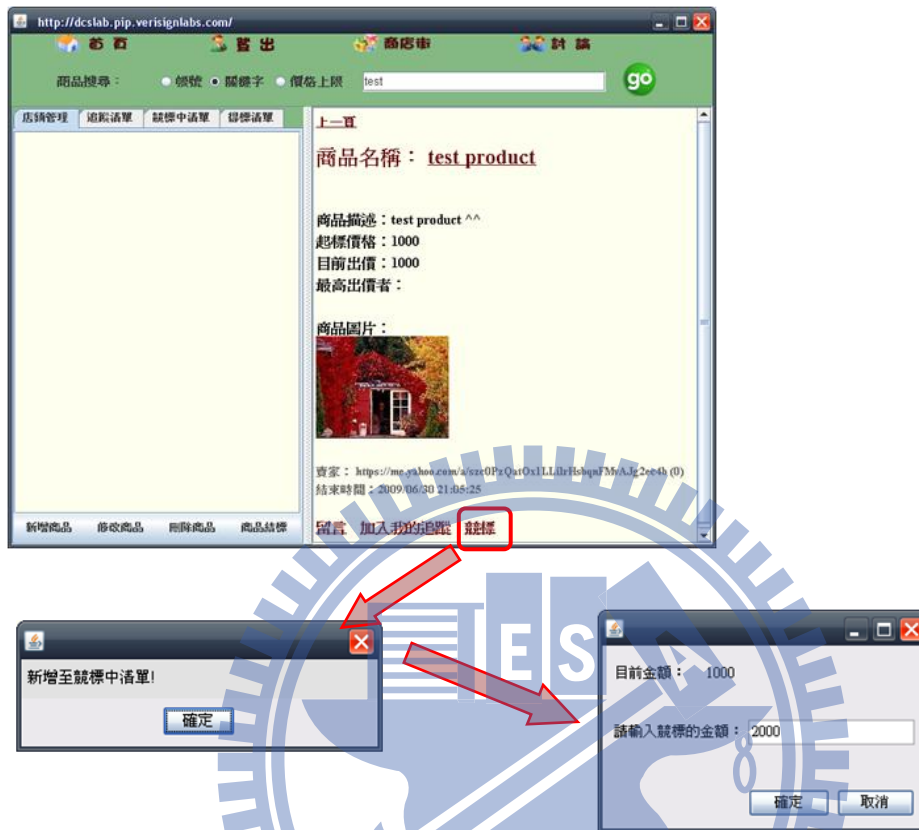 http://dcslab.pip.verisignlabs.com/
首頁 登出 商店街 討論
商品搜尋： 帳號 關鍵字 價格上限 test go
店鋪管理 追蹤清單 競標中清單 得標清單
上一頁
商品名稱： test product
商品描述：test product ^^
起標價格：1000
目前出價：1000
最高出價者：
商品圖片：
賣家： (0)
結束時間：2009/06/30 21:05:25
新增商品 修改商品 刪除商品 商品結標
留言 加入我的追蹤 競標
新增至競標中清單!
確定
目前金額： 1000
請輸入競標的金額： 2000
確定 取消
ES
A
8